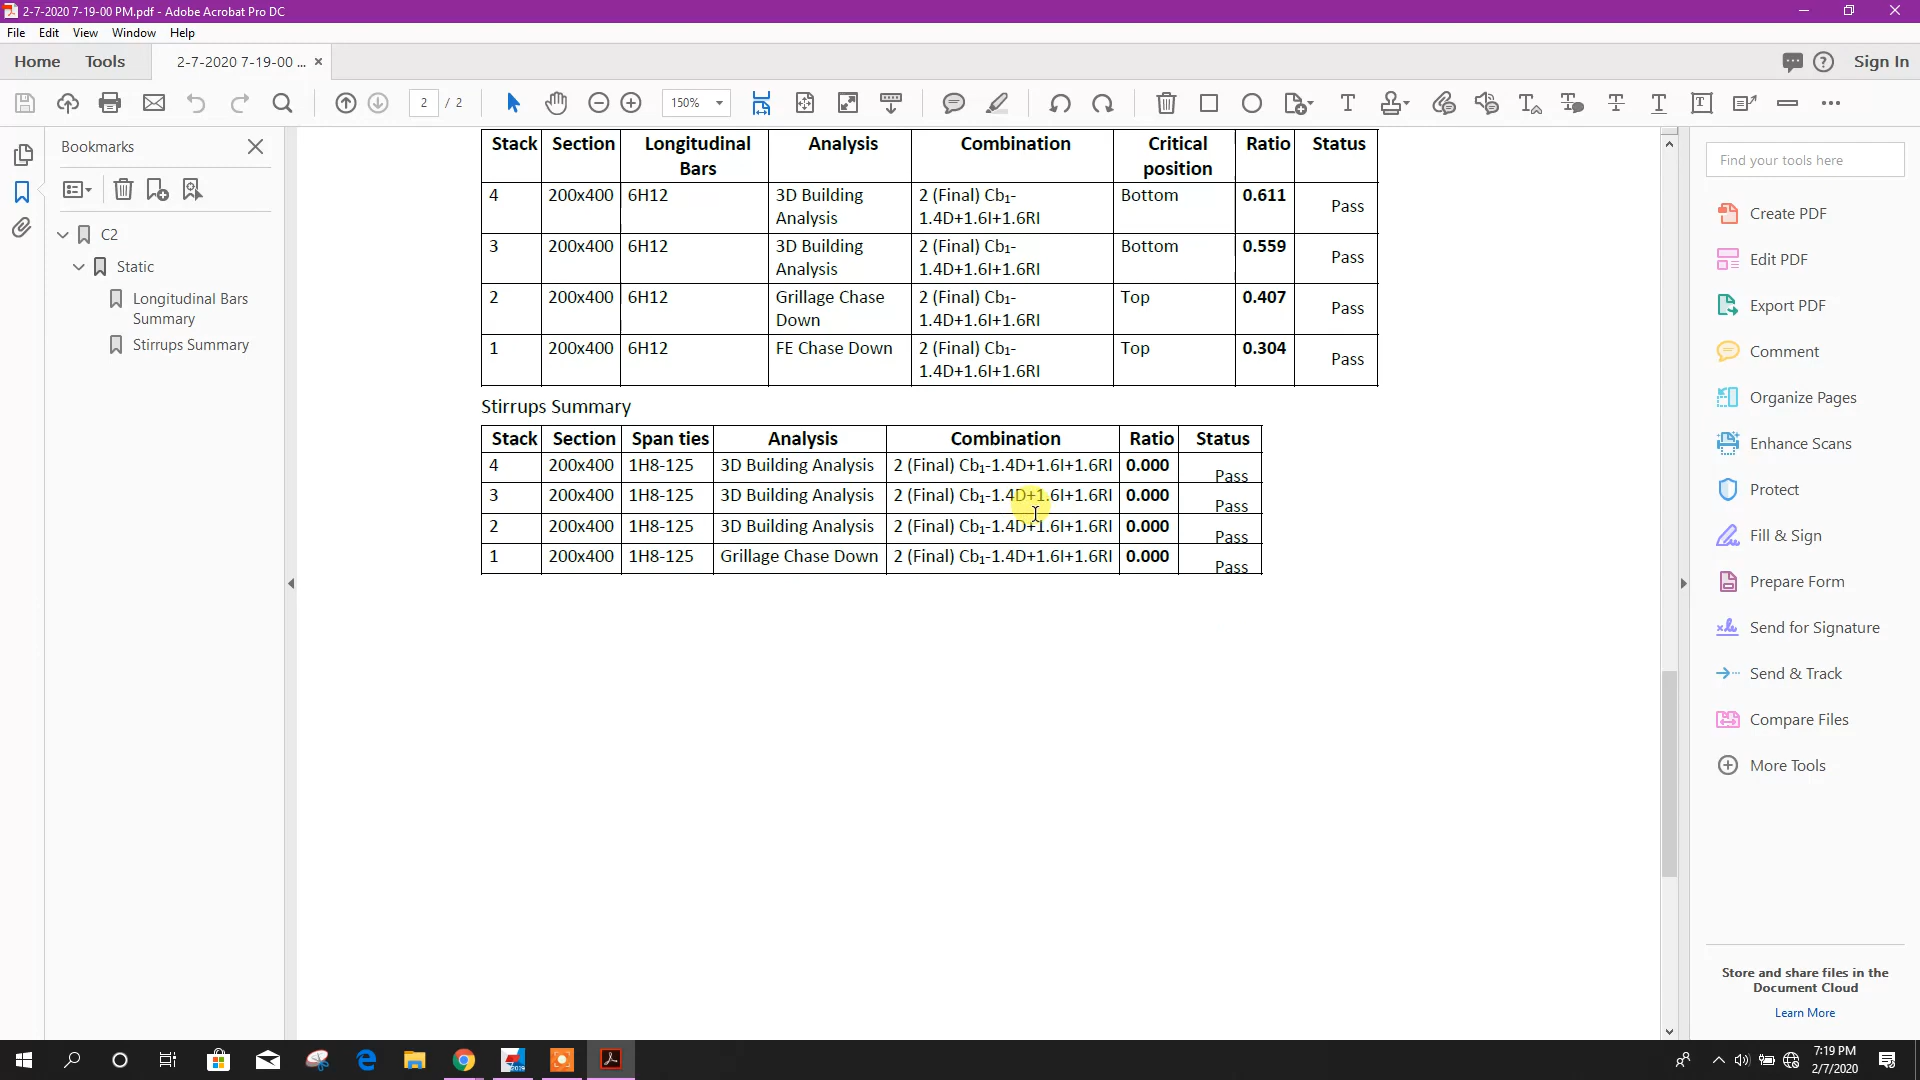 2-7-2020 7-19-00 PM.pdf - Adobe Acrobat Pro DC
File Edit View Window Help
Home Tools 2-7-2020 7-19-00 ... × Sign In
2 / 2 150%
Bookmarks
C2
Static
Longitudinal Bars
Summary
Stirrups Summary
Stack Section Longitudinal Bars Analysis Combination Critical position Ratio Status
4 200x400 6H12 3D Building Analysis 2 (Final) Cb₁-1.4D+1.6I+1.6RI Bottom 0.611 Pass
3 200x400 6H12 3D Building Analysis 2 (Final) Cb₁-1.4D+1.6I+1.6RI Bottom 0.559 Pass
2 200x400 6H12 Grillage Chase Down 2 (Final) Cb₁-1.4D+1.6I+1.6RI Top 0.407 Pass
1 200x400 6H12 FE Chase Down 2 (Final) Cb₁-1.4D+1.6I+1.6RI Top 0.304 Pass
Stirrups Summary
Stack Section Span ties Analysis Combination Ratio Status
4 200x400 1H8-125 3D Building Analysis 2 (Final) Cb₁-1.4D+1.6I+1.6RI 0.000 Pass
3 200x400 1H8-125 3D Building Analysis 2 (Final) Cb₁-1.4D+1.6I+1.6RI 0.000 Pass
2 200x400 1H8-125 3D Building Analysis 2 (Final) Cb₁-1.4D+1.6I+1.6RI 0.000 Pass
1 200x400 1H8-125 Grillage Chase Down 2 (Final) Cb₁-1.4D+1.6I+1.6RI 0.000 Pass
Find your tools here
Create PDF
Edit PDF
Export PDF
Comment
Organize Pages
Enhance Scans
Protect
Fill & Sign
Prepare Form
Send for Signature
Send & Track
Compare Files
More Tools
Store and share files in the
Document Cloud
Learn More
7:19 PM
2/7/2020